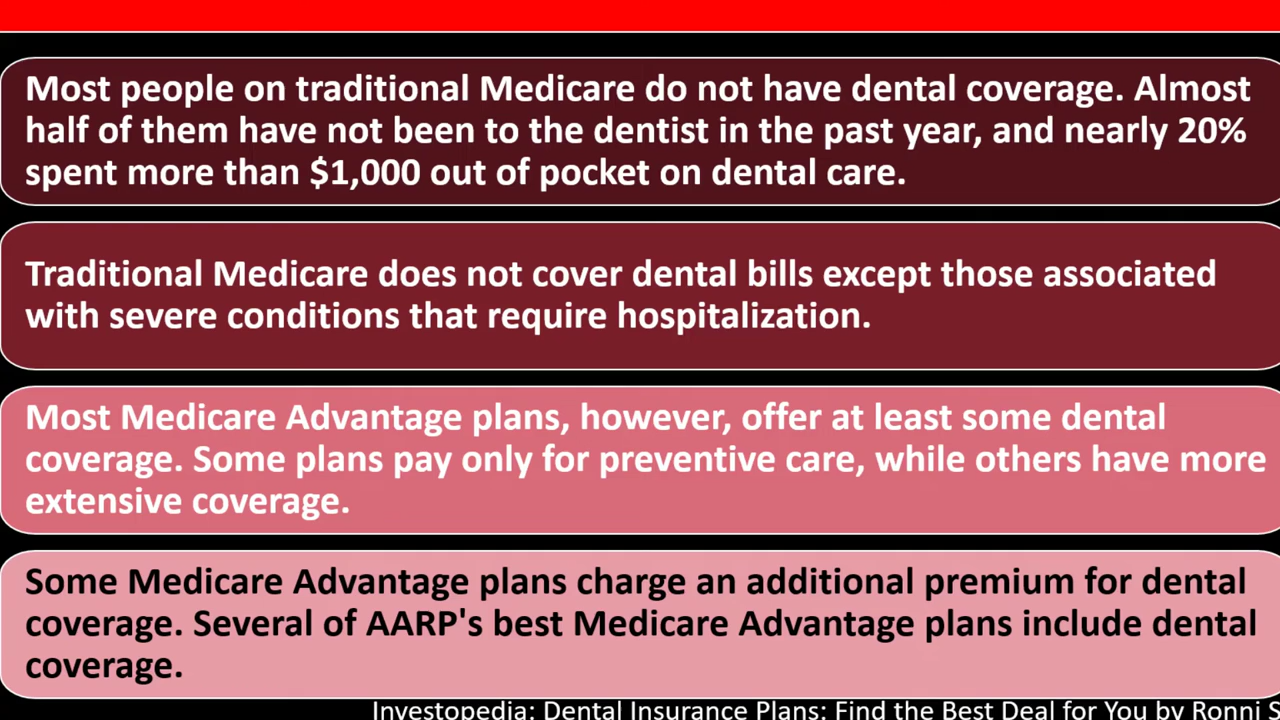 Most people on traditional Medicare do not have dental coverage. Almost
half of them have not been to the dentist in the past year, and nearly 20%
spent more than $1,000 out of pocket on dental care.
Traditional Medicare does not cover dental bills except those associated
with severe conditions that require hospitalization.
Most Medicare Advantage plans, however, offer at least some dental
coverage. Some plans pay only for preventive care, while others have more
extensive coverage.
Some Medicare Advantage plans charge an additional premium for dental
coverage. Several of AARP's best Medicare Advantage plans include dental
coverage.
Investopedia: Dental Insurance Plans: Find the Best Deal for You by Ronni S